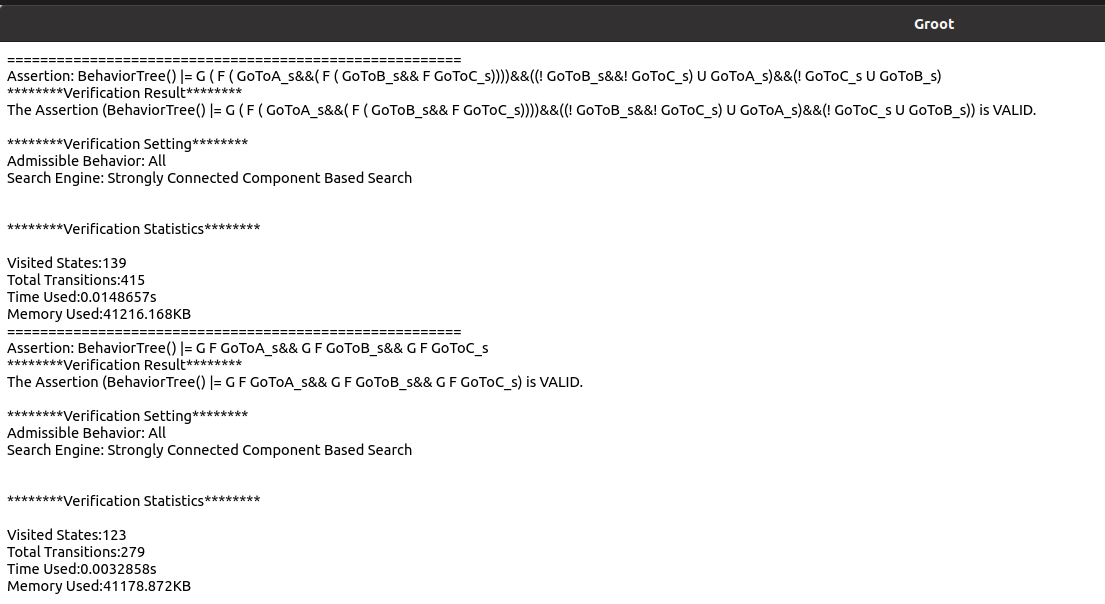 Groot
=======================================================
Assertion: BehaviorTree() |= G ( F ( GoToA_s&&( F ( GoToB_s&& F GoToC_s))))&&((! GoToB_s&&! GoToC_s) U GoToA_s)&&(! GoToC_s U GoToB_s)
********Verification Result********
The Assertion (BehaviorTree() |= G ( F ( GoToA_s&&( F ( GoToB_s&& F GoToC_s))))&&((! GoToB_s&&! GoToC_s) U GoToA_s)&&(! GoToC_s U GoToB_s)) is VALID.
********Verification Setting********
Admissible Behavior: All
Search Engine: Strongly Connected Component Based Search
********Verification Statistics********
Visited States:139
Total Transitions:415
Time Used:0.0148657s
Memory Used:41216.168KB
=======================================================
Assertion: BehaviorTree() |= G F GoToA_s&& G F GoToB_s&& G F GoToC_s
********Verification Result********
The Assertion (BehaviorTree() |= G F GoToA_s&& G F GoToB_s&& G F GoToC_s) is VALID.
********Verification Setting********
Admissible Behavior: All
Search Engine: Strongly Connected Component Based Search
********Verification Statistics********
Visited States:123
Total Transitions:279
Time Used:0.0032858s
Memory Used:41178.872KB